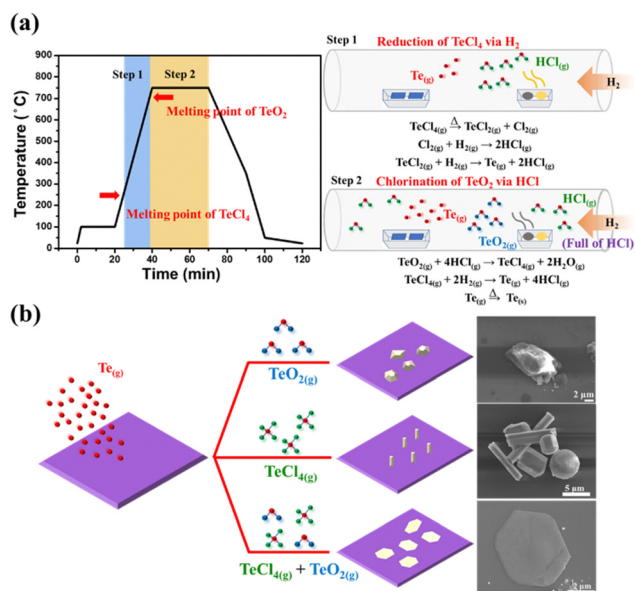 (a)
900
800
700
600
500
400
300
200
100
0
0
20
40
60
80
100
120
Temperature (°C)
Time (min)
Step 1
Step 2
Melting point of TeO2
Melting point of TeCl4
Step 1
Reduction of TeCl4 via H2
HCl(g)
Te(g)
H2
TeCl4(g) Δ→ TeCl2(g) + Cl2(g)
Cl2(g) + H2(g) → 2HCl(g)
TeCl2(g) + H2(g) → Te(g) + 2HCl(g)
Step 2
Chlorination of TeO2 via HCl
HCl(g)
Te(g)
H2
TeO2(g)
(Full of HCl)
TeO2(g) + 4HCl(g) → TeCl4(g) + 2H2O(g)
TeCl4(g) + 2H2(g) → Te(g) + 4HCl(g)
Te(g) Δ→ Te(s)
(b)
Te(g)
TeO2(g)
2 μm
TeCl4(g)
5 μm
TeCl4(g) + TeO2(g)
2 μm